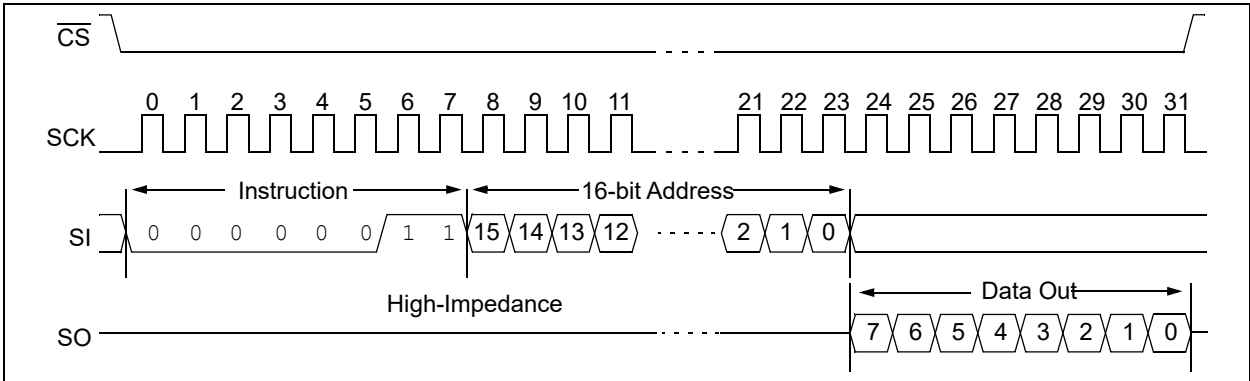 CS
0 1 2 3 4 5 6 7 8 9 10 11 21 22 23 24 25 26 27 28 29 30 31
SCK
Instruction 16-bit Address
SI 0 0 0 0 0 0 1 1 15 14 13 12 2 1 0
High-Impedance Data Out
SO 7 6 5 4 3 2 1 0